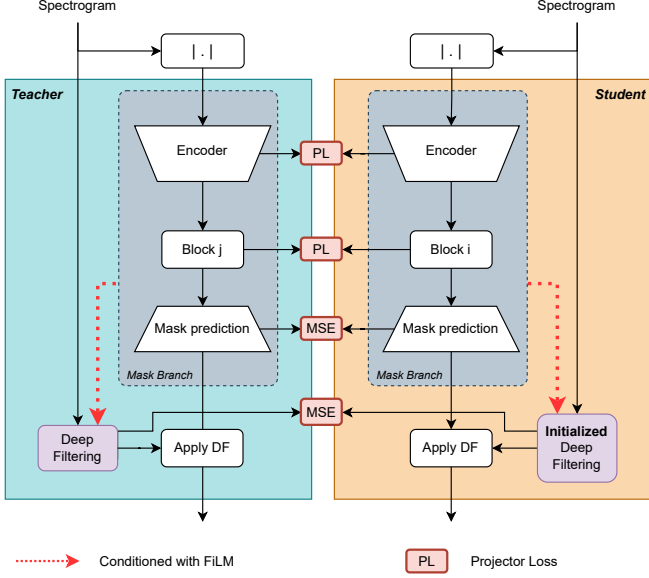 Spectrogram
Spectrogram
| . |
| . |
Teacher
Student
Encoder
PL
Encoder
Block j
PL
Block i
Mask prediction
MSE
Mask prediction
Mask Branch
Mask Branch
MSE
Deep
Filtering
Apply DF
Apply DF
Initialized
Deep
Filtering
Conditioned with FiLM
PL
Projector Loss